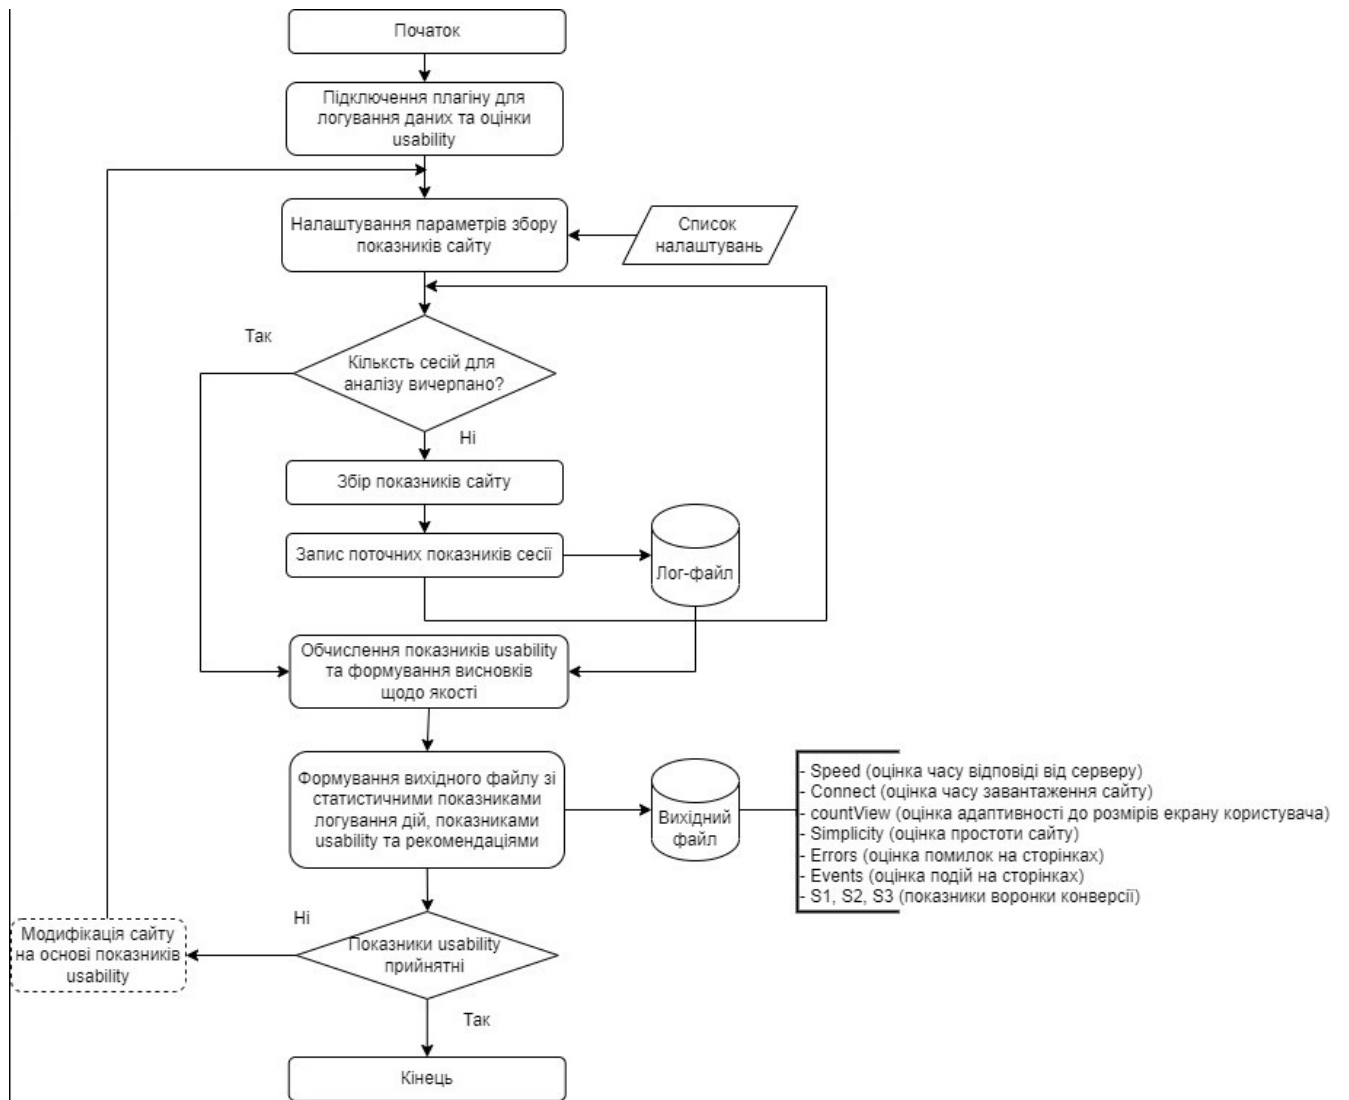 Початок
Підключення плагіну для
логування даних та оцінки
usability
Налаштування параметрів збору
показників сайту
Список
налаштувань
Так
Кільксть сесій для
аналізу вичерпано?
Ні
Збір показників сайту
Запис поточних показників сесії
Лог-файл
Обчислення показників usability
та формування висновків
щодо якості
Формування вихідного файлу зі
статистичними показниками
логування дій, показниками
usability та рекомендаціями
Вихідний
файл
- Speed (оцінка часу відповіді від серверу)
- Connect (оцінка часу завантаження сайту)
- countView (оцінка адаптивності до розмірів екрану користувача)
- Simplicity (оцінка простоти сайту)
- Errors (оцінка помилок на сторінках)
- Events (оцінка подій на сторінках)
- S1, S2, S3 (показники воронки конверсії)
Ні
Модифікація сайту
на основі показників
usability
Показники usability
прийнятні
Так
Кінець